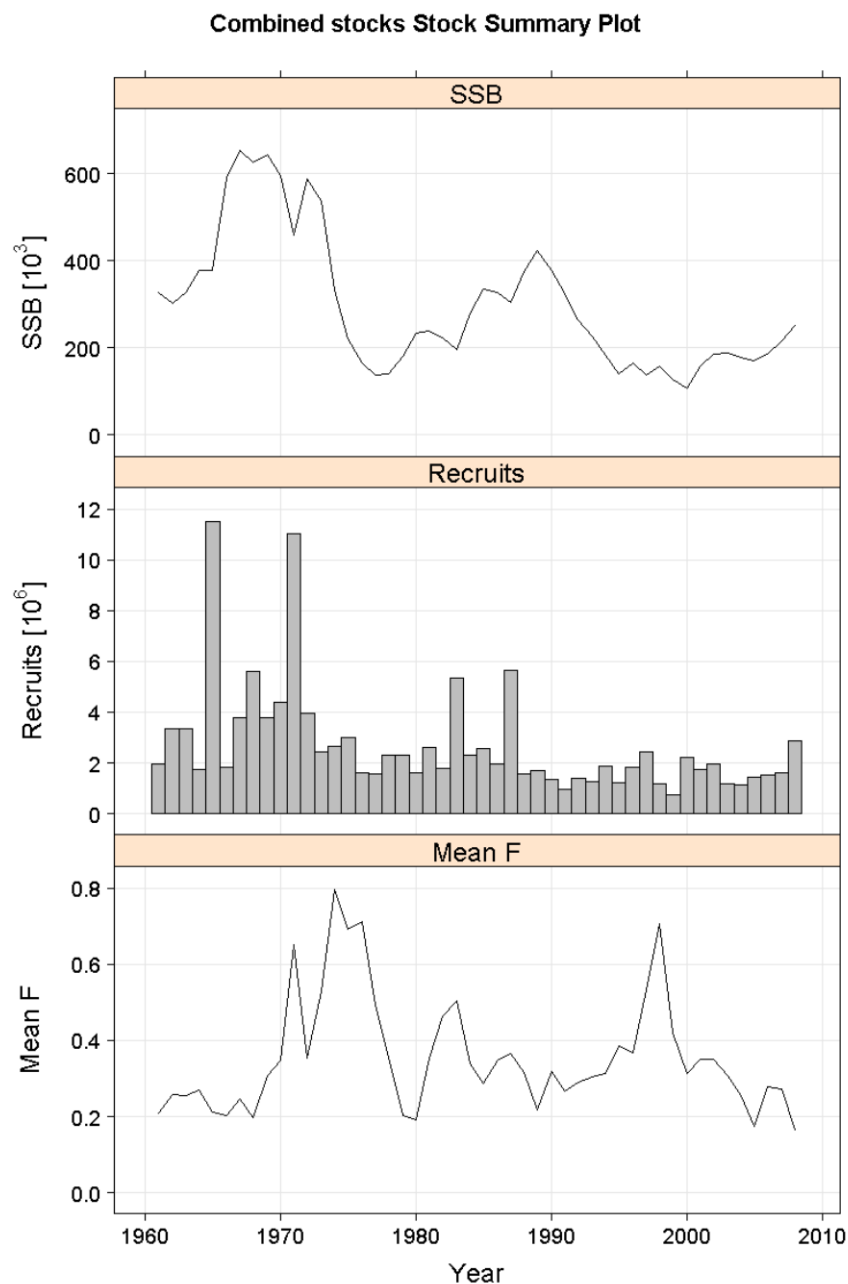 Combined stocks Stock Summary Plot
SSB
SSB [10³]
600
400
200
0
Recruits
Recruits [10⁶]
12
10
8
6
4
2
0
Mean F
Mean F
0.8
0.6
0.4
0.2
0.0
1960 1970 1980 1990 2000 2010
Year